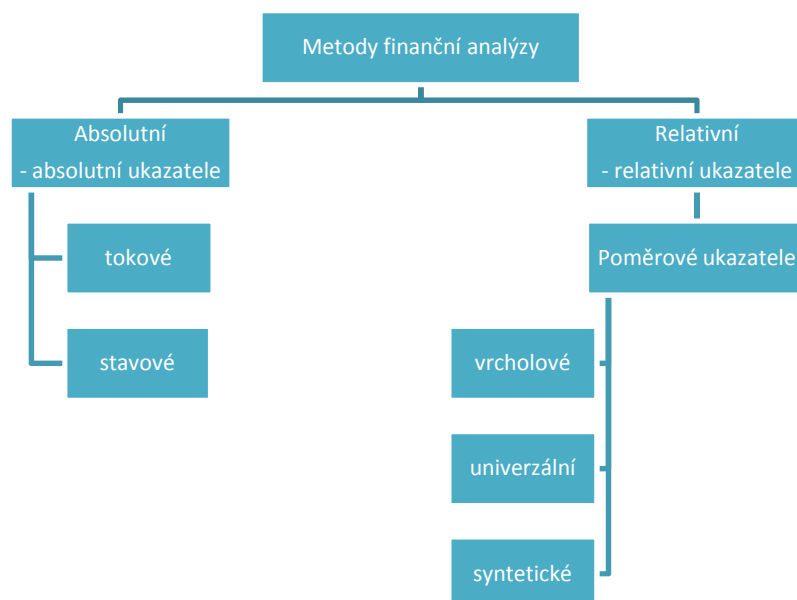 Metody finanční analýzy
Absolutní
- absolutní ukazatele
Relativní
- relativní ukazatele
tokové
Poměrové ukazatele
stavové
vrcholové
univerzální
syntetické